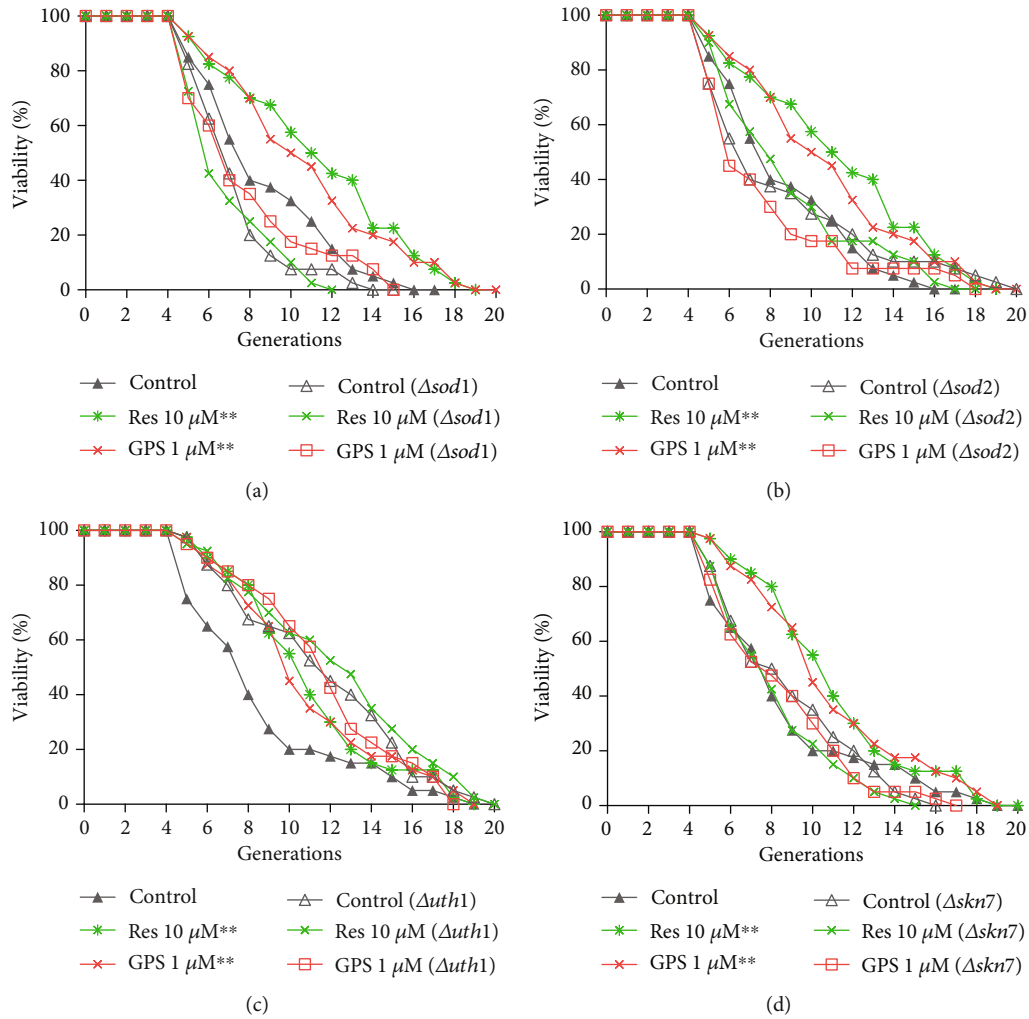 100
80
60
40
20
0
Viability (%)
0 2 4 6 8 10 12 14 16 18 20
Generations
Control
Control (Δsod1)
Res 10 μM**
Res 10 μM (Δsod1)
GPS 1 μM**
GPS 1 μM (Δsod1)
(a)
100
80
60
40
20
0
Viability (%)
0 2 4 6 8 10 12 14 16 18 20
Generations
Control
Control (Δsod2)
Res 10 μM**
Res 10 μM (Δsod2)
GPS 1 μM**
GPS 1 μM (Δsod2)
(b)
100
80
60
40
20
0
Viability (%)
0 2 4 6 8 10 12 14 16 18 20
Generations
Control
Control (Δuth1)
Res 10 μM**
Res 10 μM (Δuth1)
GPS 1 μM**
GPS 1 μM (Δuth1)
(c)
100
80
60
40
20
0
Viability (%)
0 2 4 6 8 10 12 14 16 18 20
Generations
Control
Control (Δskn7)
Res 10 μM**
Res 10 μM (Δskn7)
GPS 1 μM**
GPS 1 μM (Δskn7)
(d)